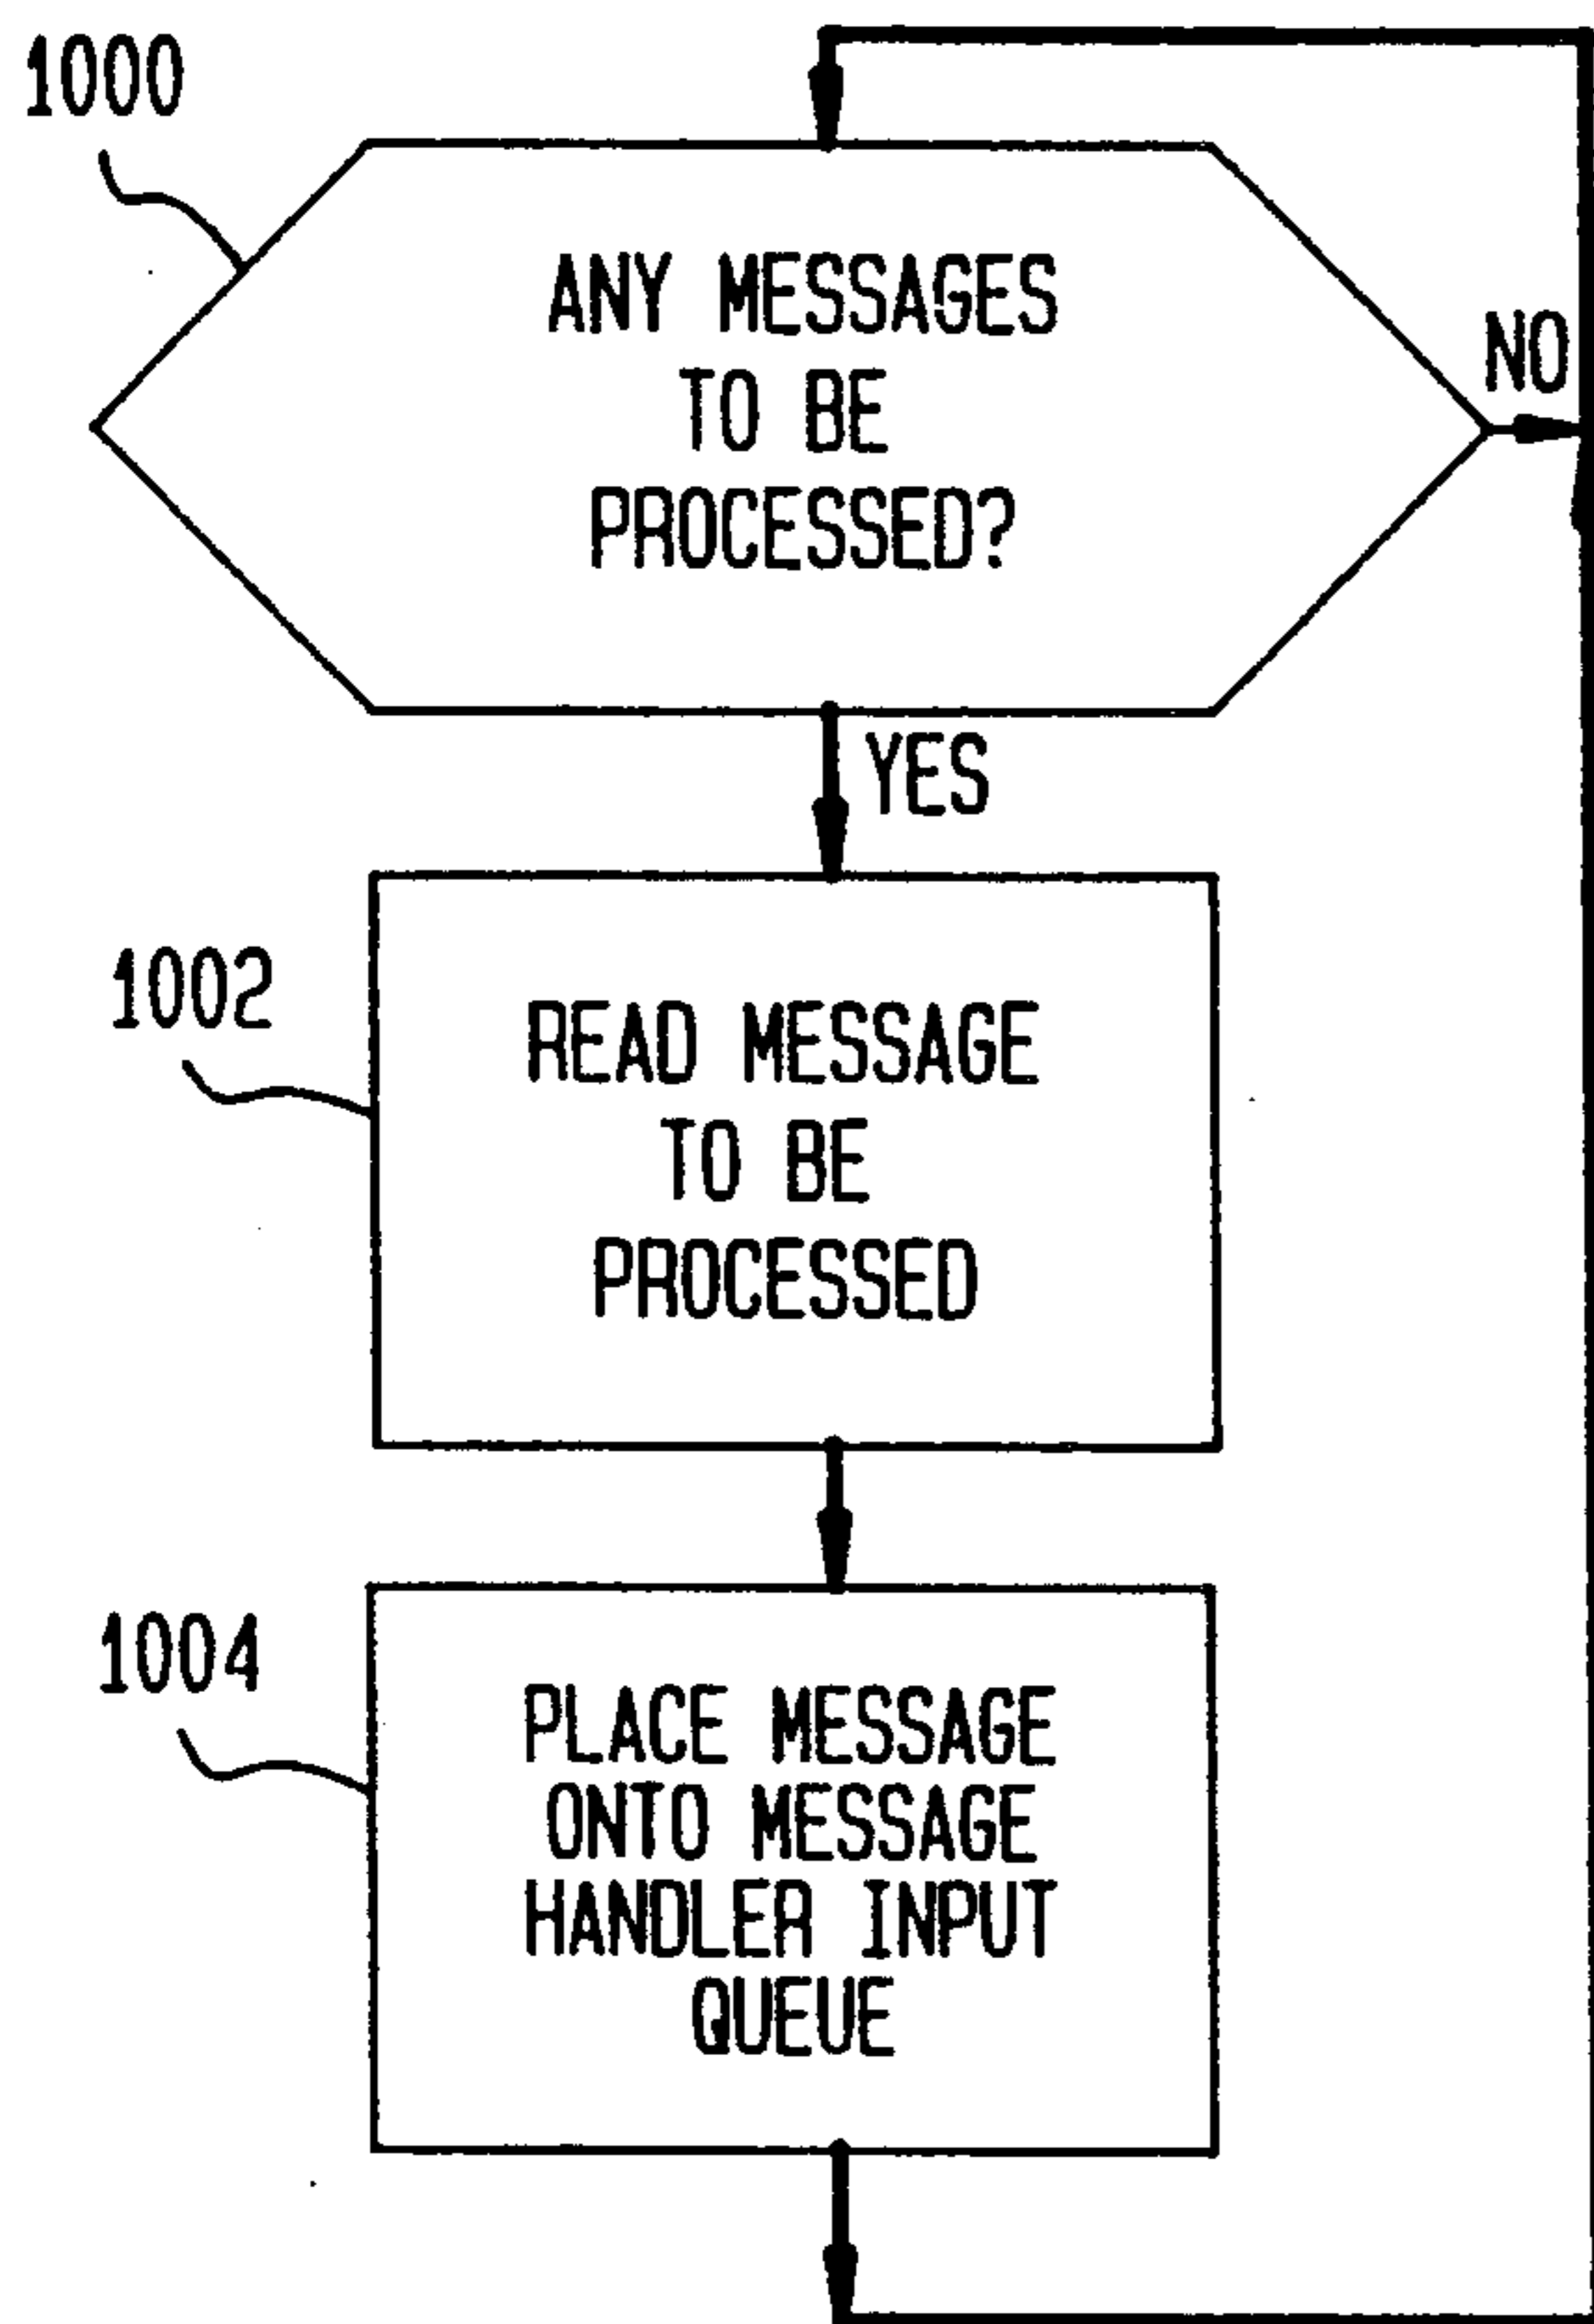 1000
ANY MESSAGES
TO BE
PROCESSED?
NO
YES
1002
READ MESSAGE
TO BE
PROCESSED
1004
PLACE MESSAGE
ONTO MESSAGE
HANDLER INPUT
QUEUE